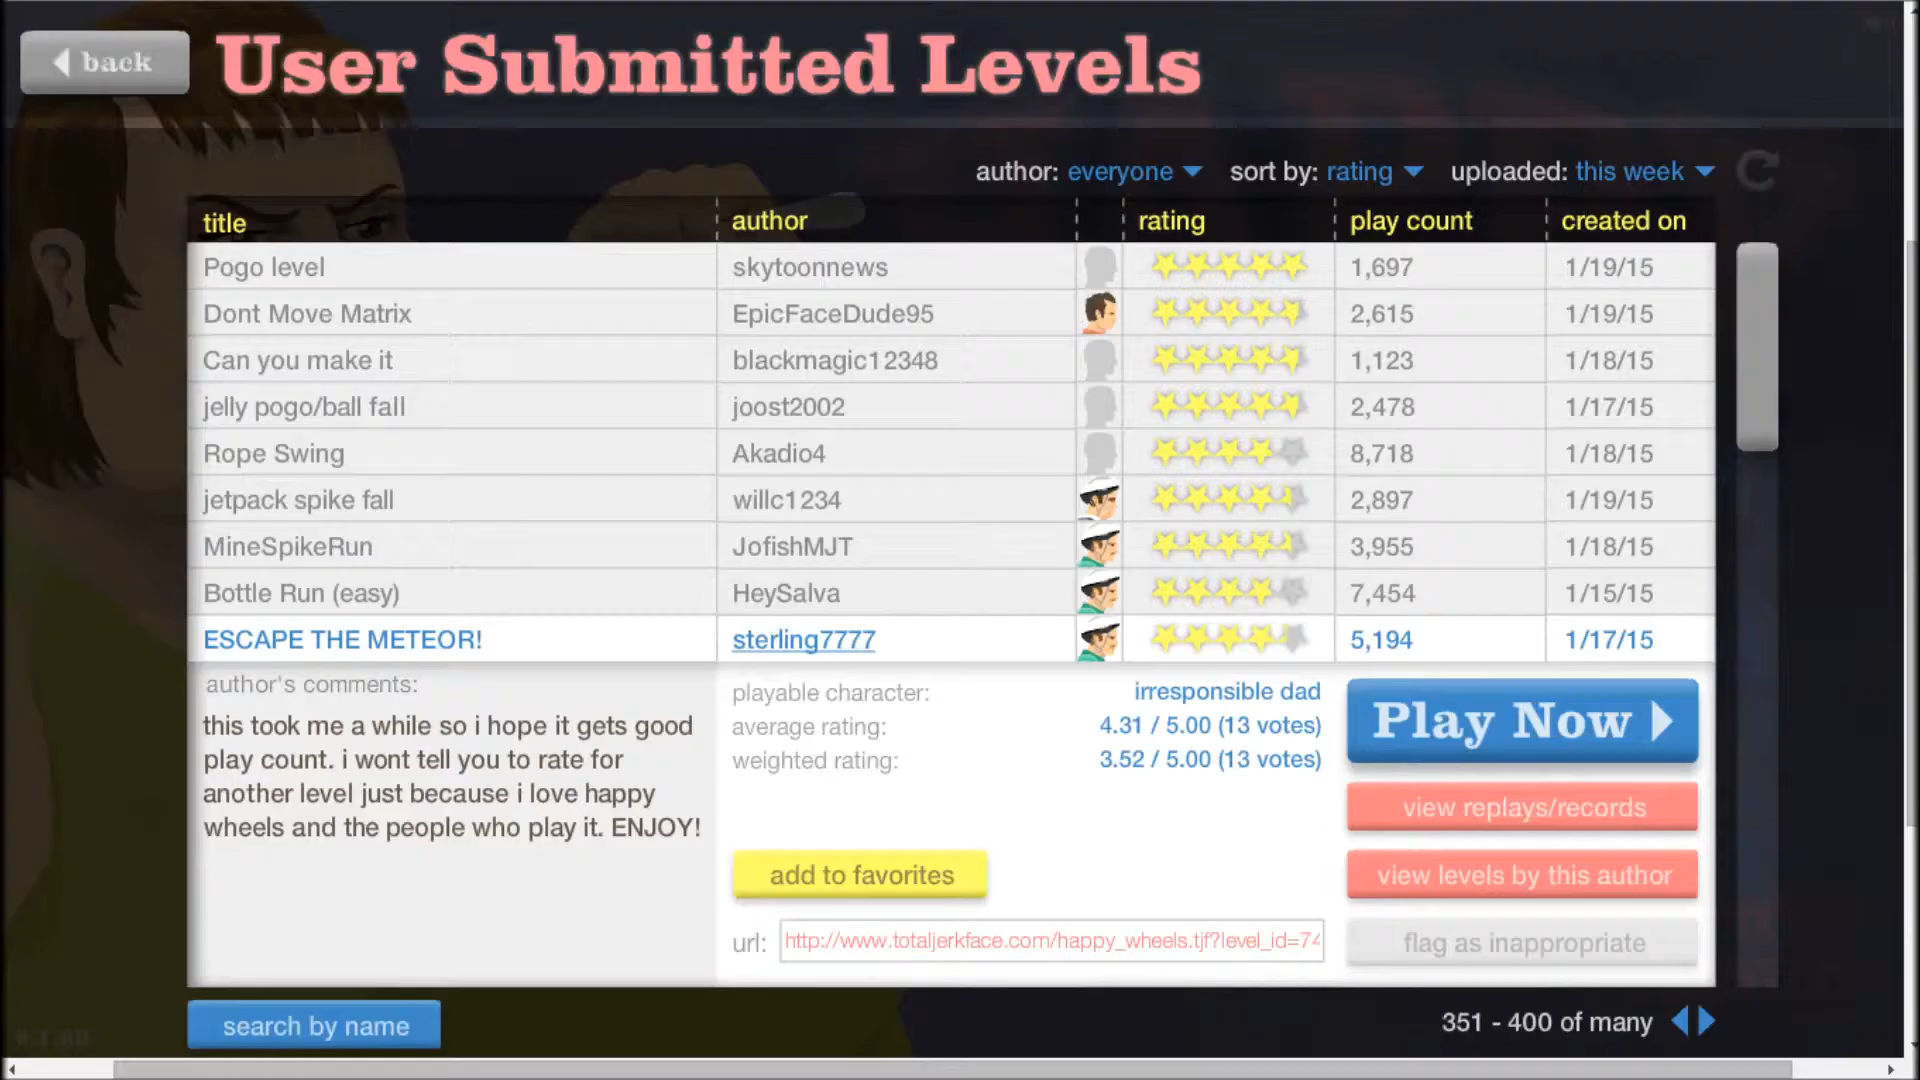 back
User Submitted Levels
author: everyone sort by: rating uploaded: this week
title author rating play count created on
Pogo level skytoonnews 1,697 1/19/15
Dont Move Matrix EpicFaceDude95 2,615 1/19/15
Can you make it blackmagic12348 1,123 1/18/15
jelly pogo/ball fall joost2002 2,478 1/17/15
Rope Swing Akadio4 8,718 1/18/15
jetpack spike fall willc1234 2,897 1/19/15
MineSpikeRun JofishMJT 3,955 1/18/15
Bottle Run (easy) HeySalva 7,454 1/15/15
ESCAPE THE METEOR! sterling7777 5,194 1/17/15
author's comments:
this took me a while so i hope it gets good
play count. i wont tell you to rate for
another level just because i love happy
wheels and the people who play it. ENJOY!
playable character: irresponsible dad
average rating: 4.31 / 5.00 (13 votes)
weighted rating: 3.52 / 5.00 (13 votes)
add to favorites
url: http://www.totaljerkface.com/happy_wheels.tjf?level_id=74
Play Now
view replays/records
view levels by this author
flag as inappropriate
search by name
351 - 400 of many